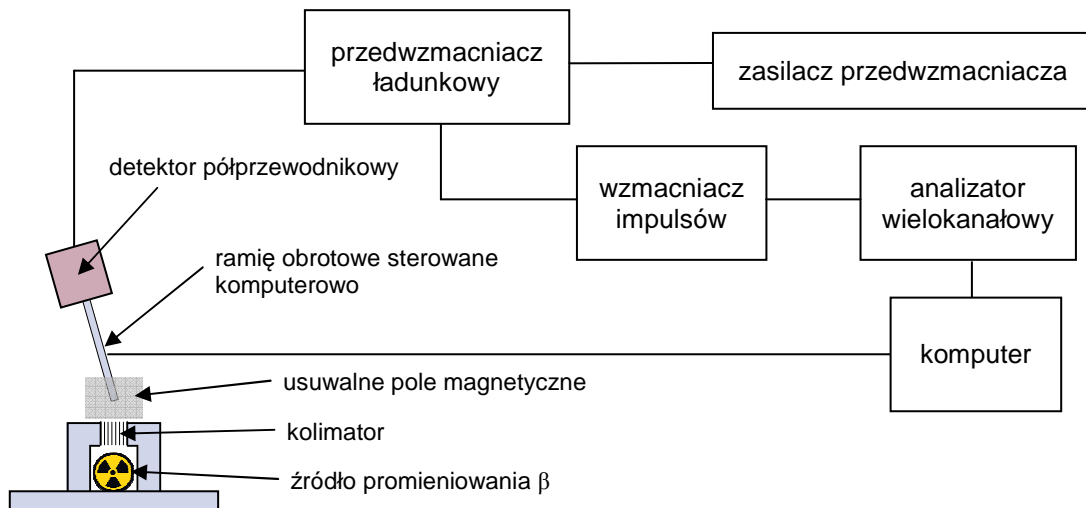 przedwzmacniacz
ładunkowy
zasilacz przedwzmacniacza
detektor półprzewodnikowy
wzmacniacz
impulsów
analizator
wielokanałowy
ramię obrotowe sterowane
komputerowo
komputer
usuwalne pole magnetyczne
kolimator
źródło promieniowania β